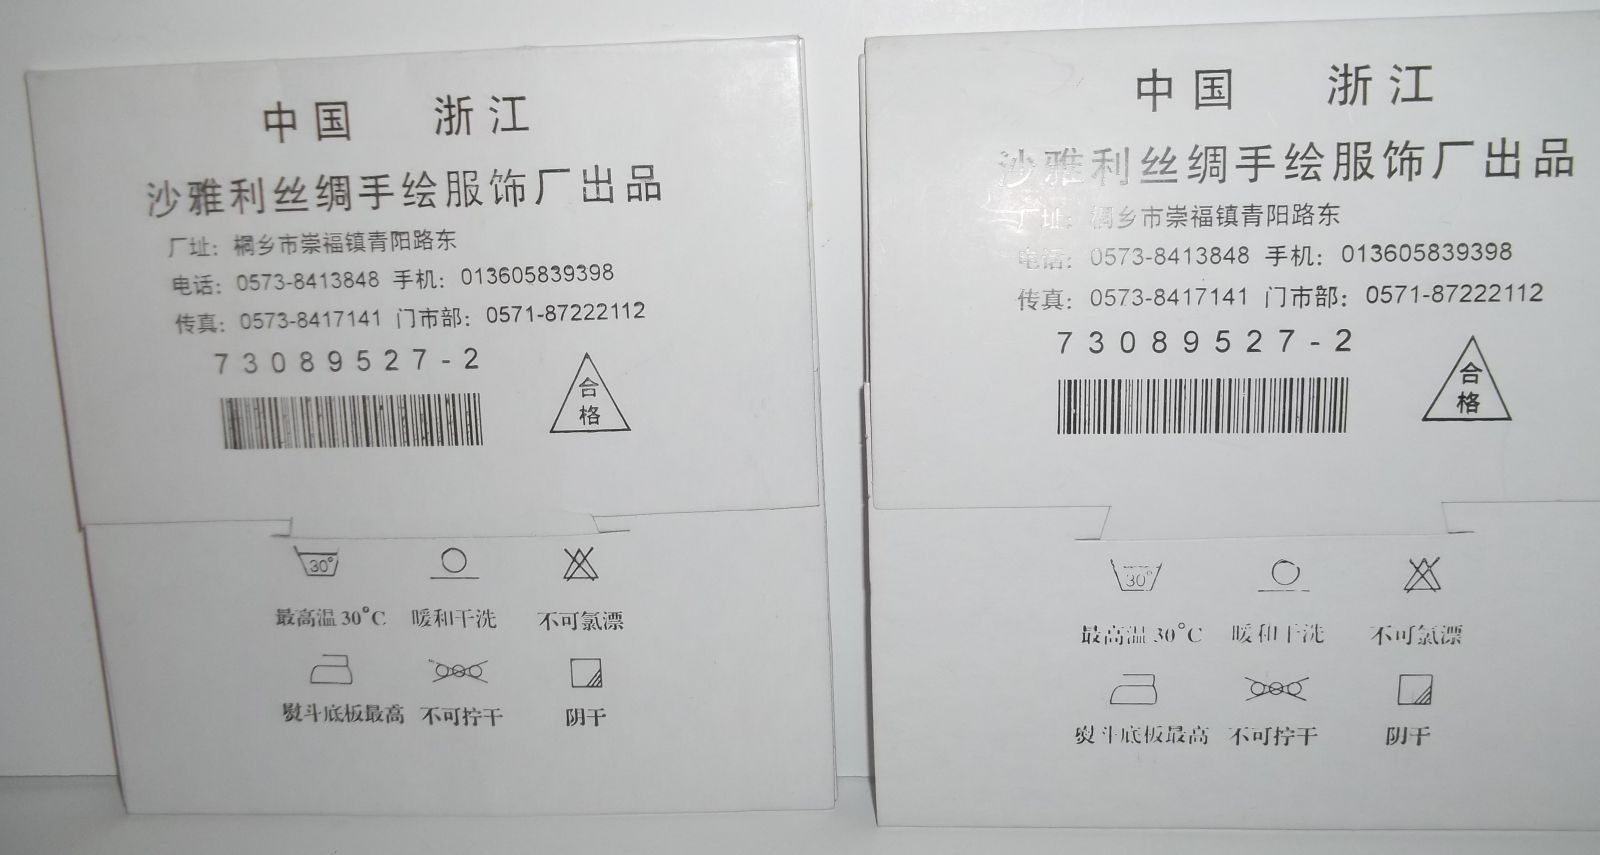 中国 浙江
沙雅利丝绸手绘服饰厂出品
厂址：桐乡市崇福镇青阳路东
电话：0573-8413848 手机：013605839398
传真：0573-8417141 门市部：0571-87222112
73089527-2
合
格
30°
最高温30°C 暖和干洗 不可氯漂
熨斗底板最高 不可拧干 阴干
中国 浙江
沙雅利丝绸手绘服饰厂出品
厂址：桐乡市崇福镇青阳路东
电话：0573-8413848 手机：013605839398
传真：0573-8417141 门市部：0571-87222112
73089527-2
合
格
30°
最高温30°C 暖和干洗 不可氯漂
熨斗底板最高 不可拧干 阴干